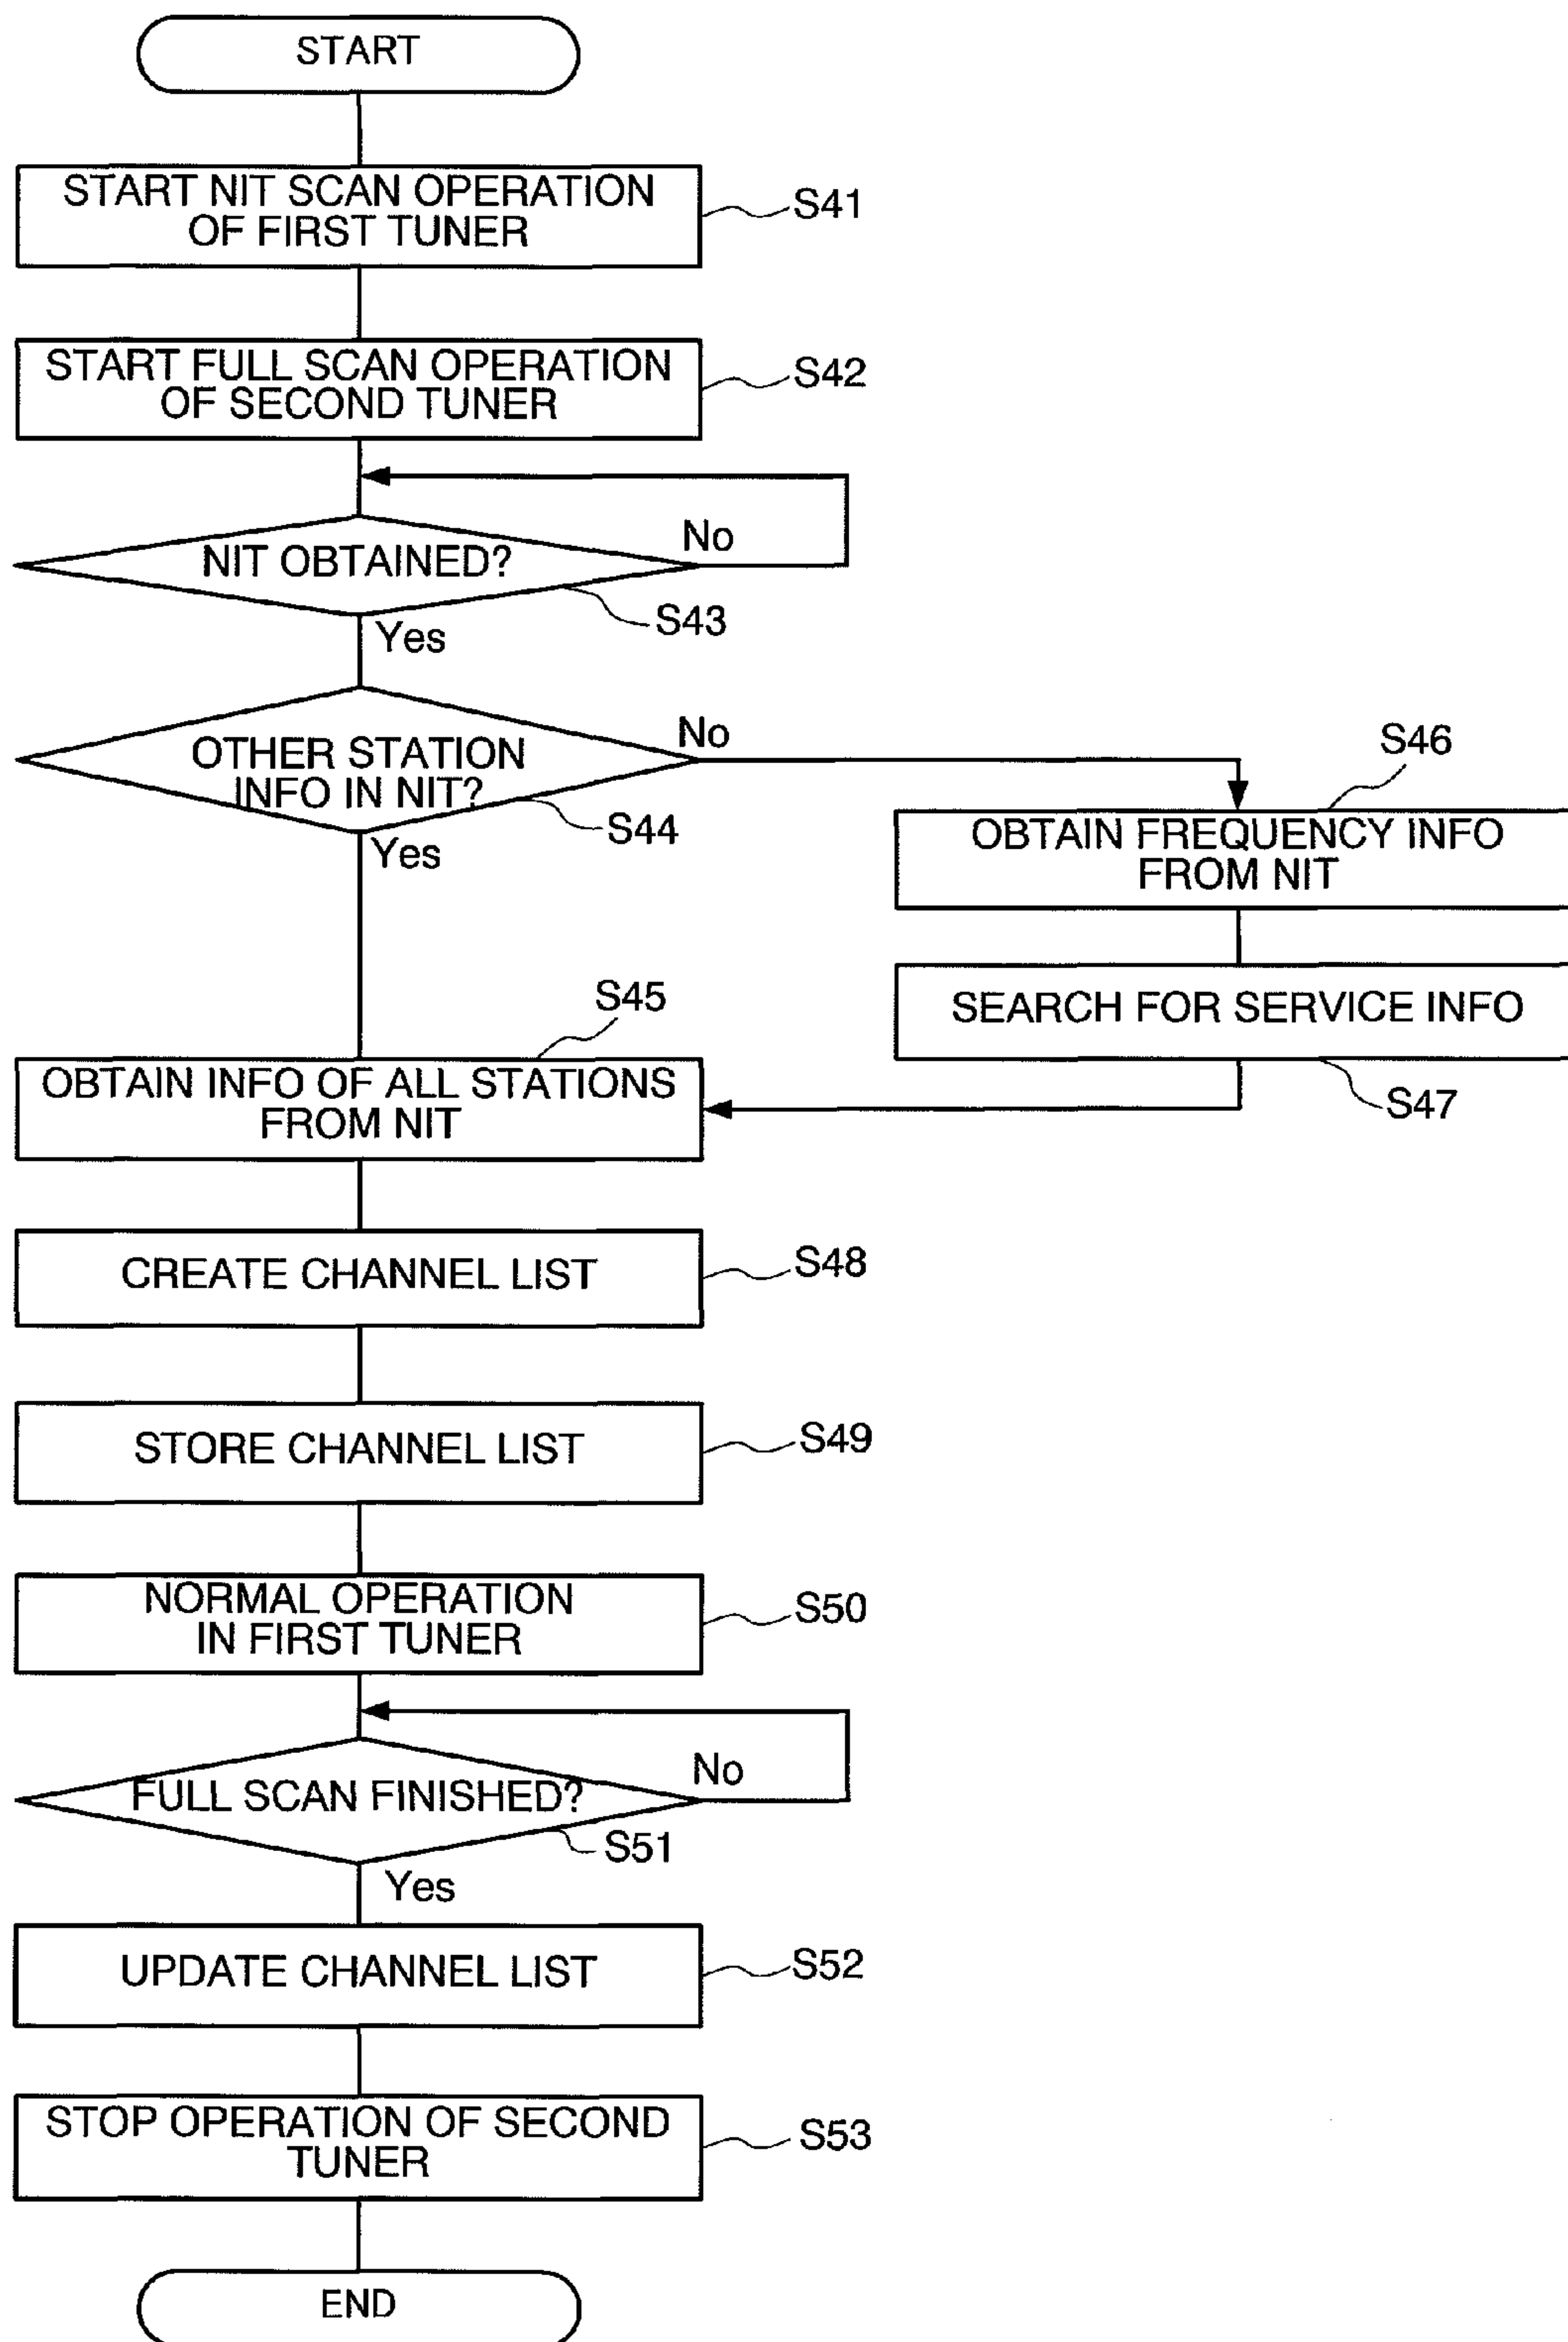 START
START NIT SCAN OPERATION
OF FIRST TUNER
S41
START FULL SCAN OPERATION
OF SECOND TUNER
S42
NIT OBTAINED?
No
S43
Yes
OTHER STATION
INFO IN NIT?
No
S44
Yes
S46
OBTAIN FREQUENCY INFO
FROM NIT
SEARCH FOR SERVICE INFO
S47
S45
OBTAIN INFO OF ALL STATIONS
FROM NIT
CREATE CHANNEL LIST
S48
STORE CHANNEL LIST
S49
NORMAL OPERATION
IN FIRST TUNER
S50
FULL SCAN FINISHED?
No
S51
Yes
UPDATE CHANNEL LIST
S52
STOP OPERATION OF SECOND
TUNER
S53
END